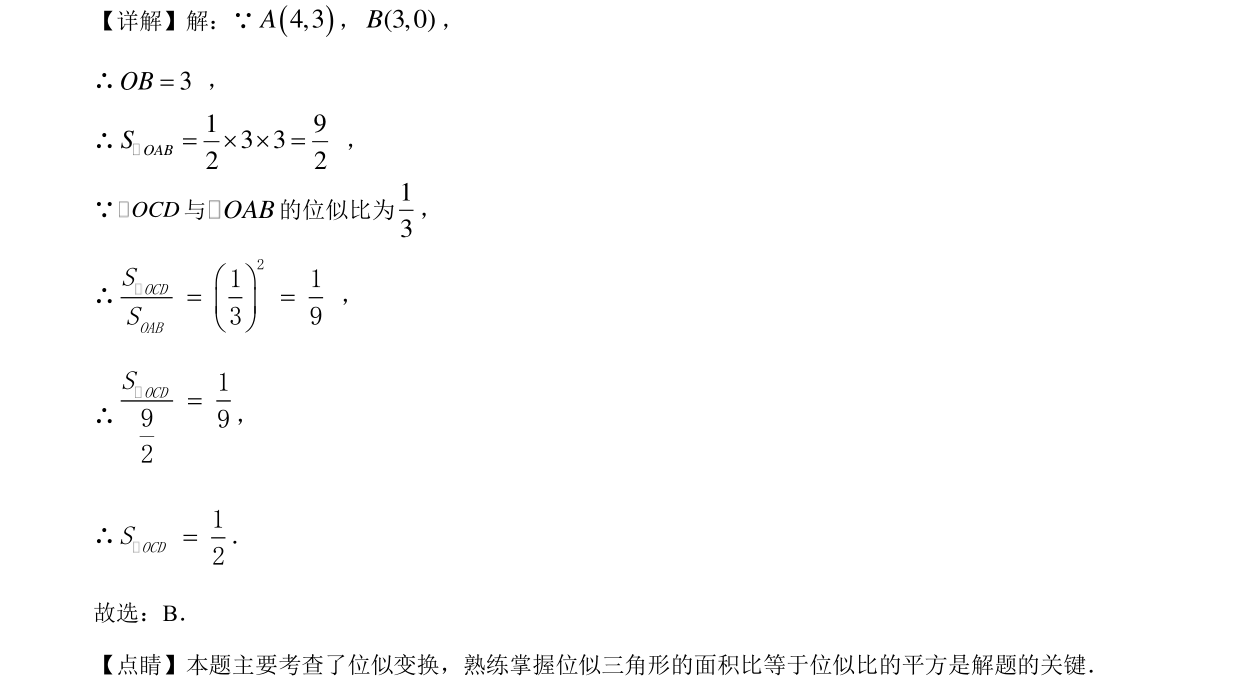 【详解】解：∵ A(4,3)，B(3,0)，
∴ OB = 3 ，
∴ S□OAB = 1/2 × 3 × 3 = 9/2 ，
∵ □OCD 与 □OAB 的位似比为 1/3，
∴ S□OCD / SOAB = (1/3)² = 1/9 ，
∴ S□OCD / (9/2) = 1/9，
∴ S□OCD = 1/2．
故选：B．
【点睛】本题主要考查了位似变换，熟练掌握位似三角形的面积比等于位似比的平方是解题的关键．